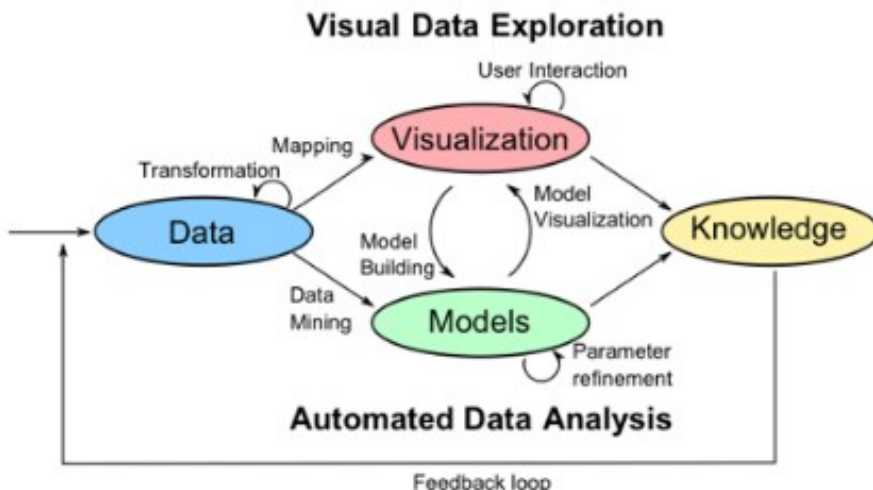 Visual Data Exploration
User Interaction
Visualization
Mapping
Transformation
Data
Model
Visualization
Knowledge
Model
Building
Data
Mining
Models
Parameter
refinement
Automated Data Analysis
Feedback loop